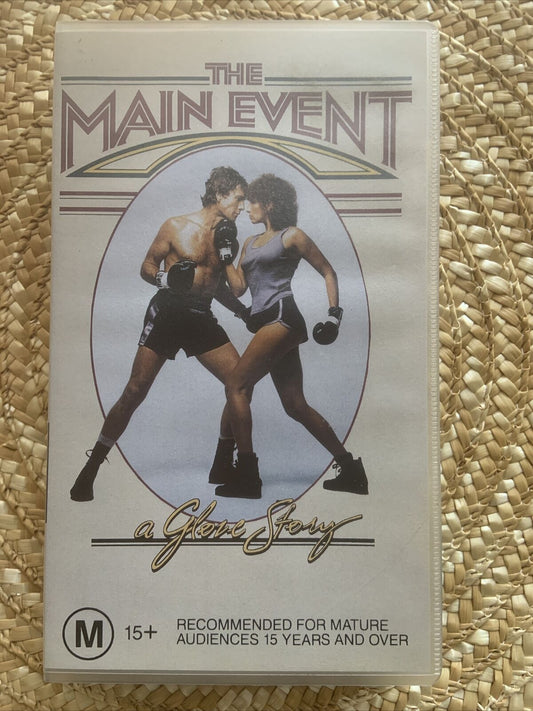 THE
MAIN EVENT
a Glove Story
M 15+ RECOMMENDED FOR MATURE
AUDIENCES 15 YEARS AND OVER